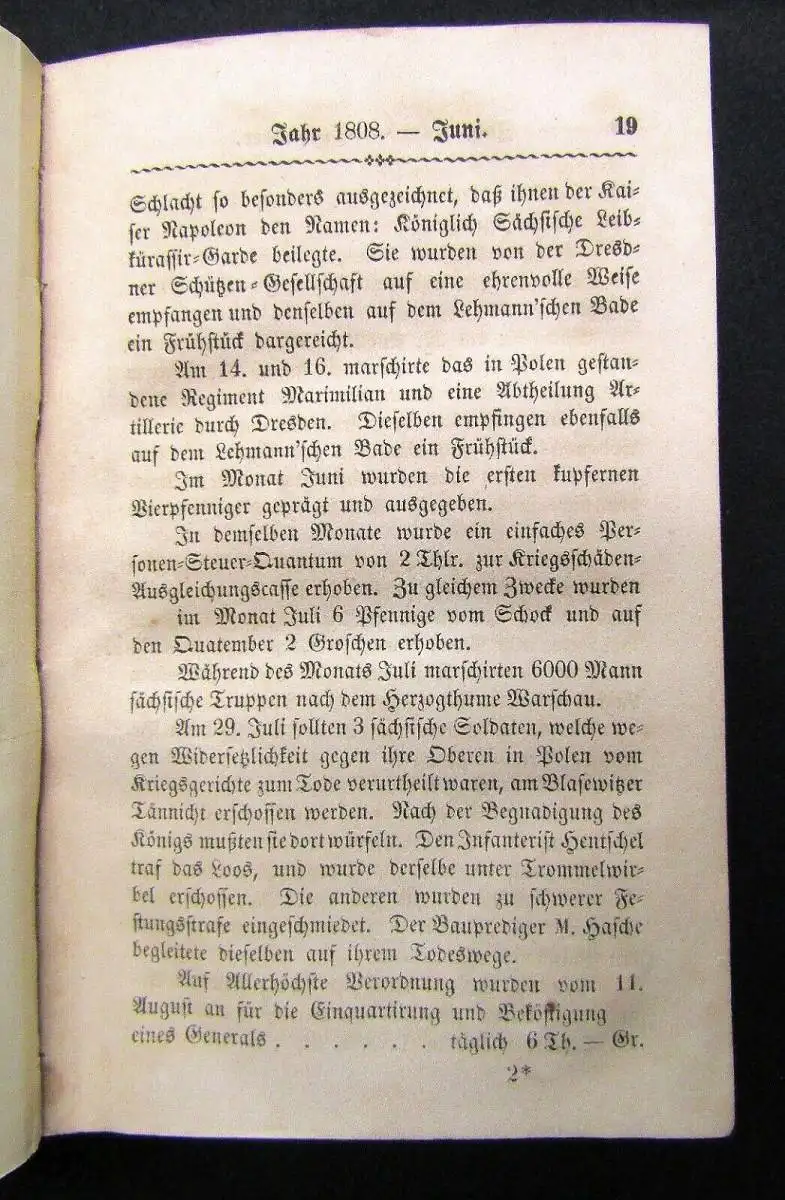 Jahr 1808. — Juni. 19
Schlacht so besonders ausgezeichnet, daß ihnen der Kai-
ser Napoleon den Namen: Königlich Sächsische Leib-
kürassir-Garde beilegte. Sie wurden von der Dresd-
ner Schützen-Gesellschaft auf eine ehrenvolle Weise
empfangen und denselben auf dem Lehmann'schen Bade
ein Frühstück dargereicht.
Am 14. und 16. marschirte das in Polen gestan-
dene Regiment Maximilian und eine Abtheilung Ar-
tillerie durch Dresden. Dieselben empfingen ebenfalls
auf dem Lehmann'schen Bade ein Frühstück.
Im Monat Juni wurden die ersten kupfernen
Vierpfenniger geprägt und ausgegeben.
In demselben Monate wurde ein einfaches Per-
sonen-Steuer-Quantum von 2 Thlr. zur Kriegsschäden-
Ausgleichungscasse erhoben. Zu gleichem Zwecke wurden
im Monat Juli 6 Pfennige vom Schock und auf
den Quatember 2 Groschen erhoben.
Während des Monats Juli marschirten 6000 Mann
sächsische Truppen nach dem Herzogthume Warschau.
Am 29. Juli sollten 3 sächsische Soldaten, welche we-
gen Widersetzlichkeit gegen ihre Oberen in Polen vom
Kriegsgerichte zum Tode verurtheilt waren, am Blasewitzer
Tännicht erschossen werden. Nach der Begnadigung des
Königs mußten sie dort würfeln. Den Infanterist Hentschel
traf das Loos, und wurde derselbe unter Trommelwir-
bel erschossen. Die anderen wurden zu schwerer Fe-
stungsstrafe eingeschmiedet. Der Bauprediger M. Hasche
begleitete dieselben auf ihrem Todeswege.
Auf Allerhöchste Verordnung wurden vom 11.
August an für die Einquartirung und Beköstigung
eines Generals . . . . . . täglich 6 Th. — Gr.
2*